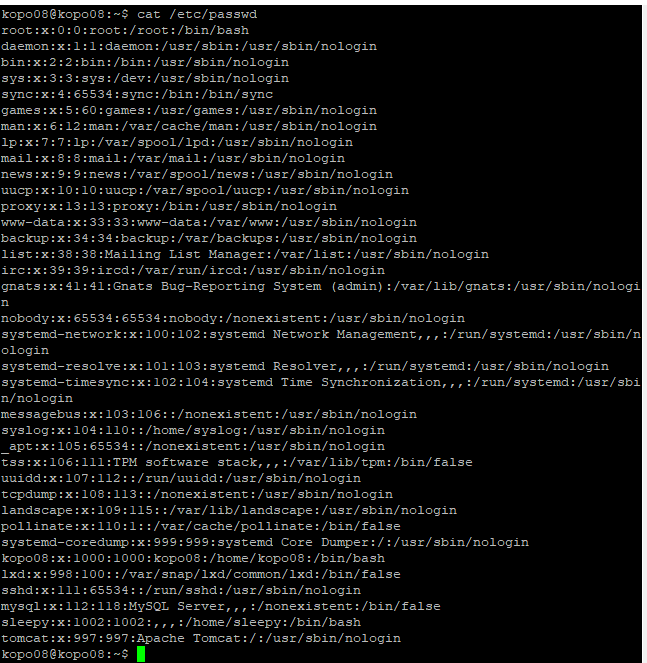 kopo08@kopo08:~$ cat /etc/passwd
root:x:0:0:root:/root:/bin/bash
daemon:x:1:1:daemon:/usr/sbin:/usr/sbin/nologin
bin:x:2:2:bin:/bin:/usr/sbin/nologin
sys:x:3:3:sys:/dev:/usr/sbin/nologin
sync:x:4:65534:sync:/bin:/bin/sync
games:x:5:60:games:/usr/games:/usr/sbin/nologin
man:x:6:12:man:/var/cache/man:/usr/sbin/nologin
lp:x:7:7:lp:/var/spool/lpd:/usr/sbin/nologin
mail:x:8:8:mail:/var/mail:/usr/sbin/nologin
news:x:9:9:news:/var/spool/news:/usr/sbin/nologin
uucp:x:10:10:uucp:/var/spool/uucp:/usr/sbin/nologin
proxy:x:13:13:proxy:/bin:/usr/sbin/nologin
www-data:x:33:33:www-data:/var/www:/usr/sbin/nologin
backup:x:34:34:backup:/var/backups:/usr/sbin/nologin
list:x:38:38:Mailing List Manager:/var/list:/usr/sbin/nologin
irc:x:39:39:ircd:/var/run/ircd:/usr/sbin/nologin
gnats:x:41:41:Gnats Bug-Reporting System (admin):/var/lib/gnats:/usr/sbin/nologi
n
nobody:x:65534:65534:nobody:/nonexistent:/usr/sbin/nologin
systemd-network:x:100:102:systemd Network Management,,,:/run/systemd:/usr/sbin/n
ologin
systemd-resolve:x:101:103:systemd Resolver,,,:/run/systemd:/usr/sbin/nologin
systemd-timesync:x:102:104:systemd Time Synchronization,,,:/run/systemd:/usr/sbi
n/nologin
messagebus:x:103:106::/nonexistent:/usr/sbin/nologin
syslog:x:104:110::/home/syslog:/usr/sbin/nologin
_apt:x:105:65534::/nonexistent:/usr/sbin/nologin
tss:x:106:111:TPM software stack,,,:/var/lib/tpm:/bin/false
uuidd:x:107:112::/run/uuidd:/usr/sbin/nologin
tcpdump:x:108:113::/nonexistent:/usr/sbin/nologin
landscape:x:109:115::/var/lib/landscape:/usr/sbin/nologin
pollinate:x:110:1::/var/cache/pollinate:/bin/false
systemd-coredump:x:999:999:systemd Core Dumper:/:/usr/sbin/nologin
kopo08:x:1000:1000:kopo08:/home/kopo08:/bin/bash
lxd:x:998:100::/var/snap/lxd/common/lxd:/bin/false
sshd:x:111:65534::/run/sshd:/usr/sbin/nologin
mysql:x:112:118:MySQL Server,,,:/nonexistent:/bin/false
sleepy:x:1002:1002:,,,:/home/sleepy:/bin/bash
tomcat:x:997:997:Apache Tomcat:/:/usr/sbin/nologin
kopo08@kopo08:~$